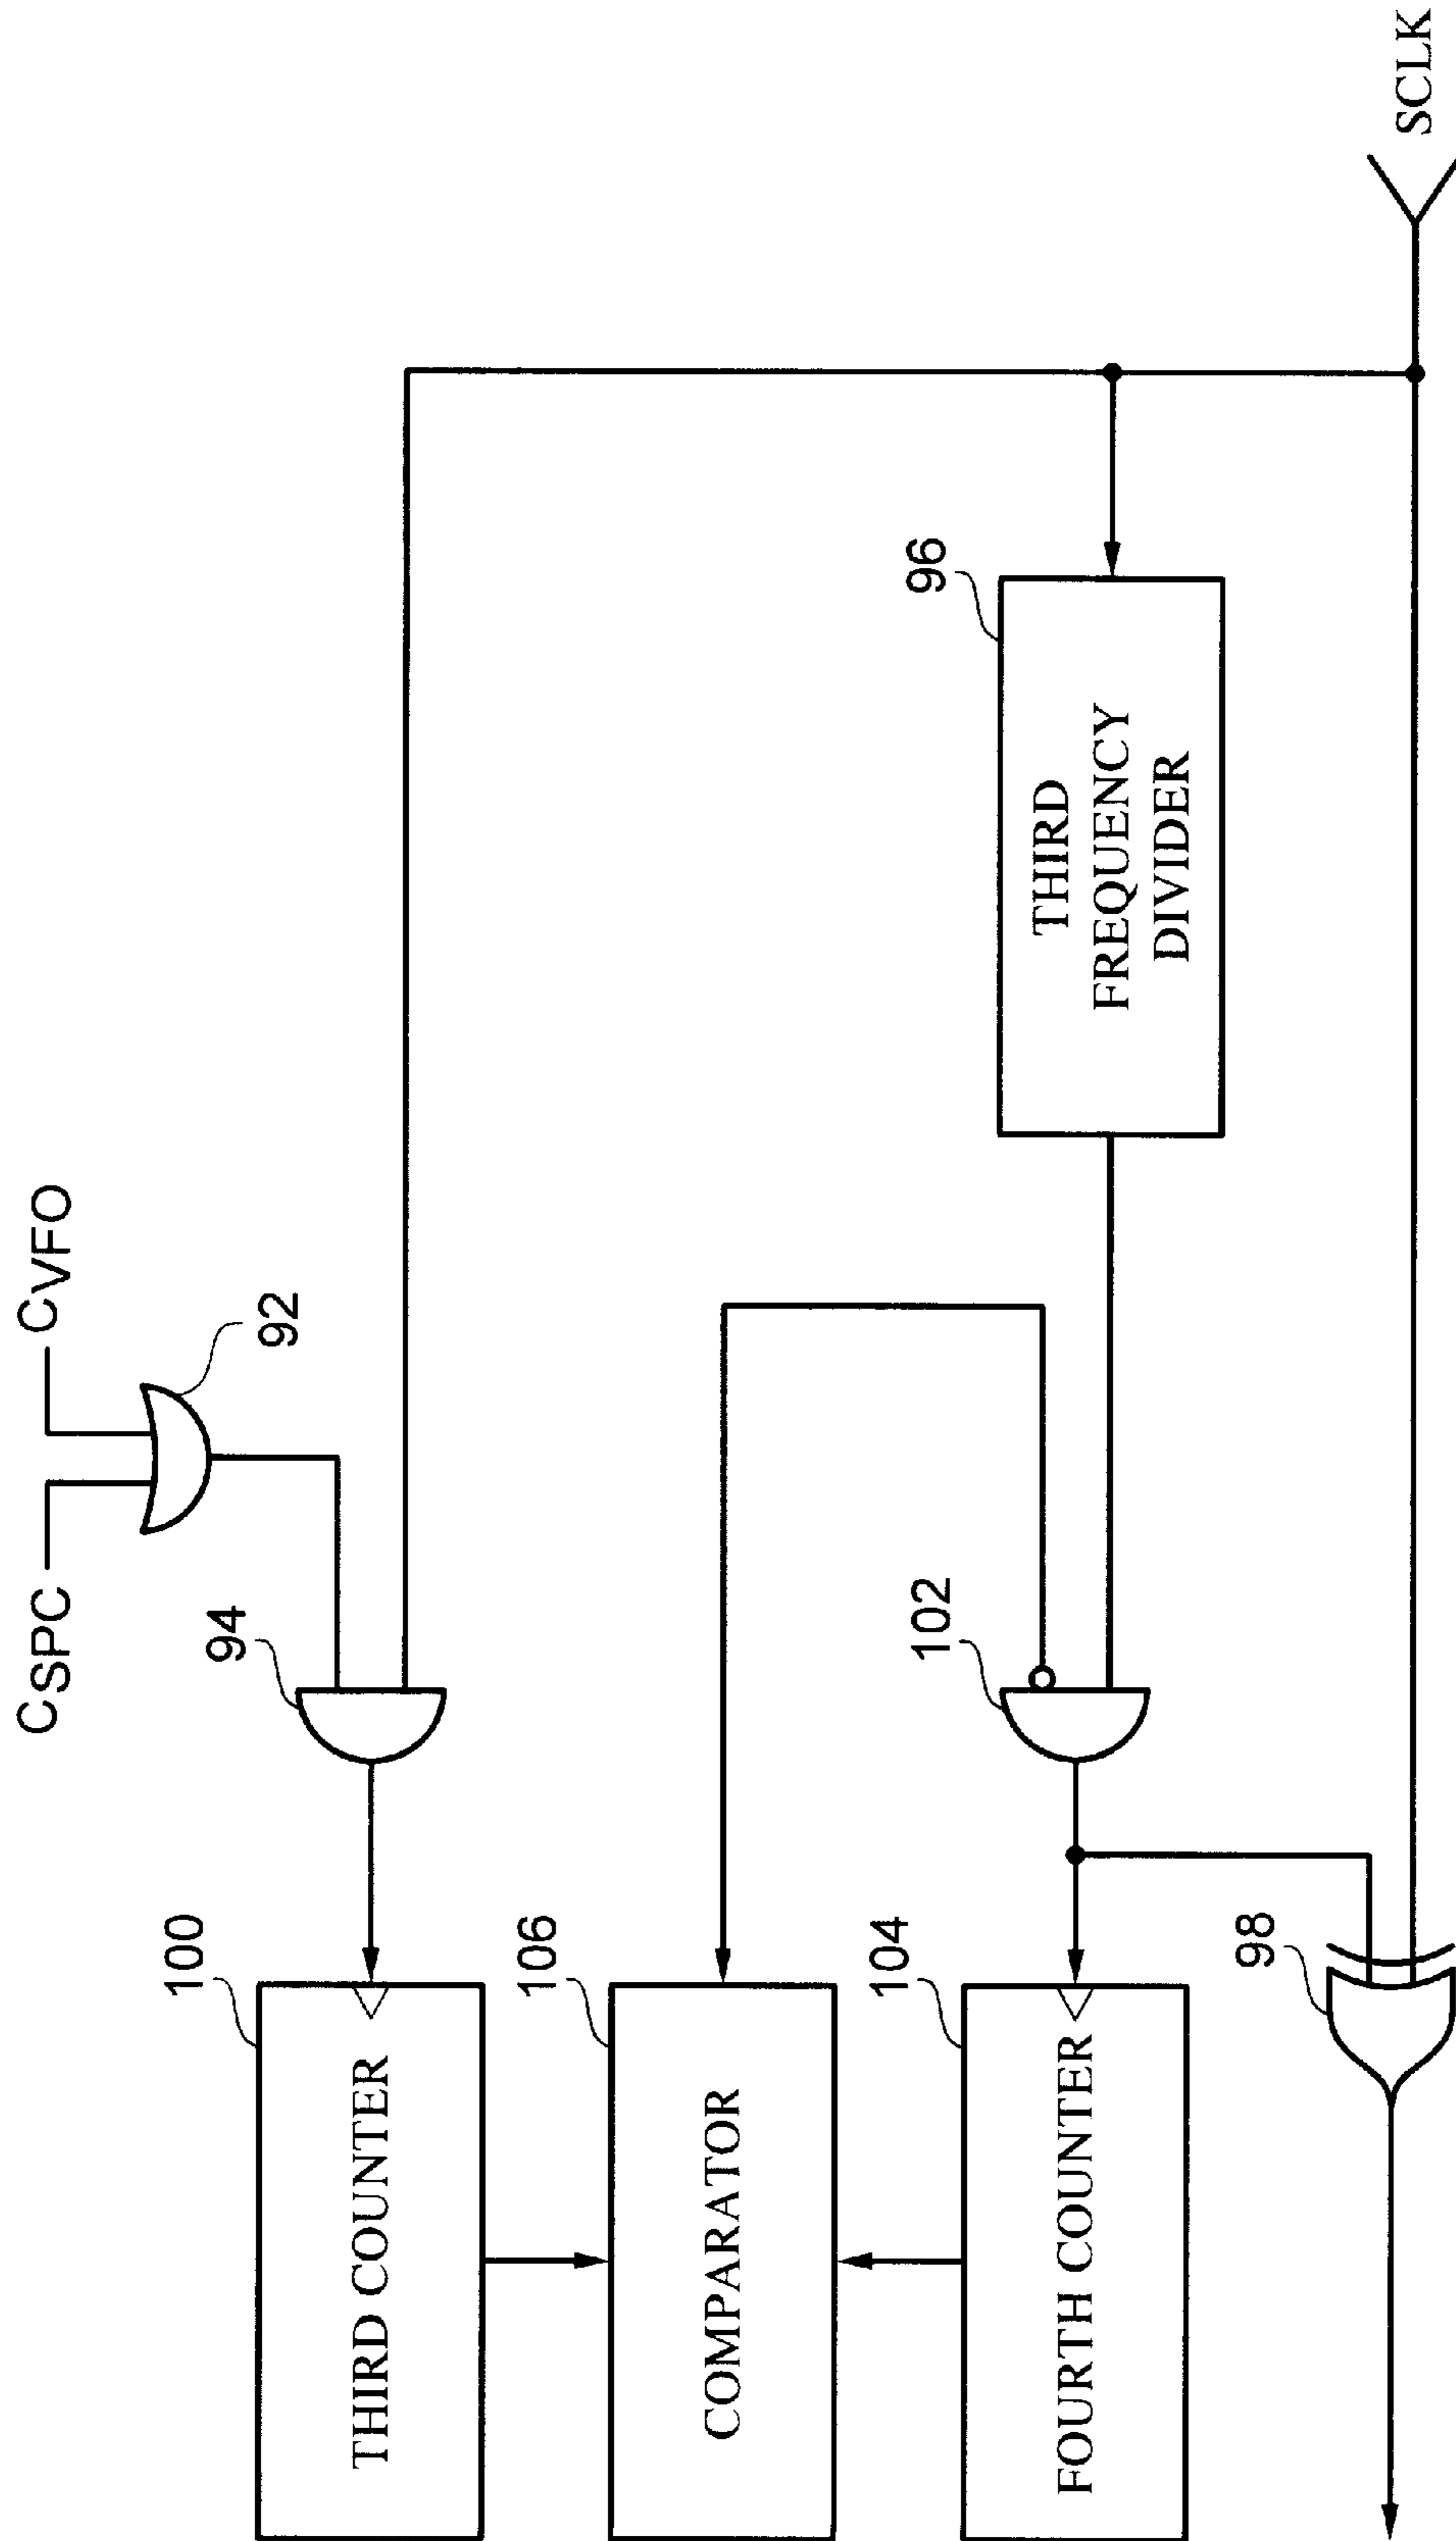 CSPC
CVFO
92
94
100
THIRD COUNTER
106
COMPARATOR
102
104
FOURTH COUNTER
96
THIRD
FREQUENCY
DIVIDER
98
SCLK